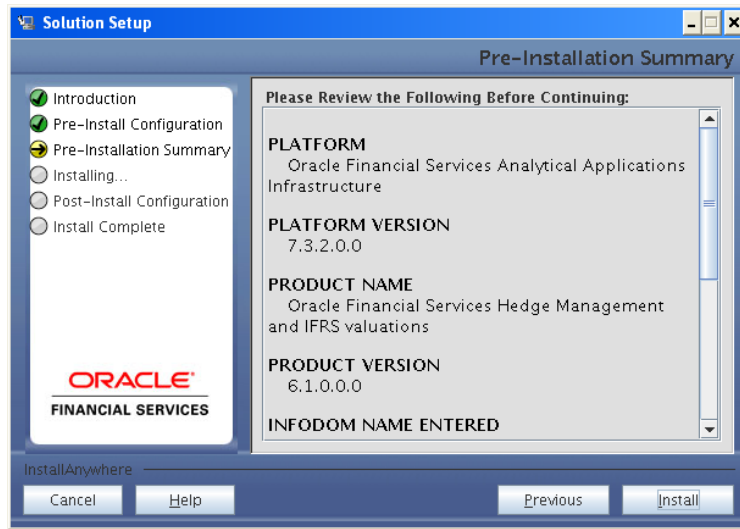 Solution Setup
Pre-Installation Summary
Introduction
Pre-Install Configuration
Pre-Installation Summary
Installing...
Post-Install Configuration
Install Complete
ORACLE®
FINANCIAL SERVICES
Please Review the Following Before Continuing:
PLATFORM
Oracle Financial Services Analytical Applications
Infrastructure
PLATFORM VERSION
7.3.2.0.0
PRODUCT NAME
Oracle Financial Services Hedge Management
and IFRS valuations
PRODUCT VERSION
6.1.0.0.0
INFODOM NAME ENTERED
InstallAnywhere
Cancel
Help
Previous
Install